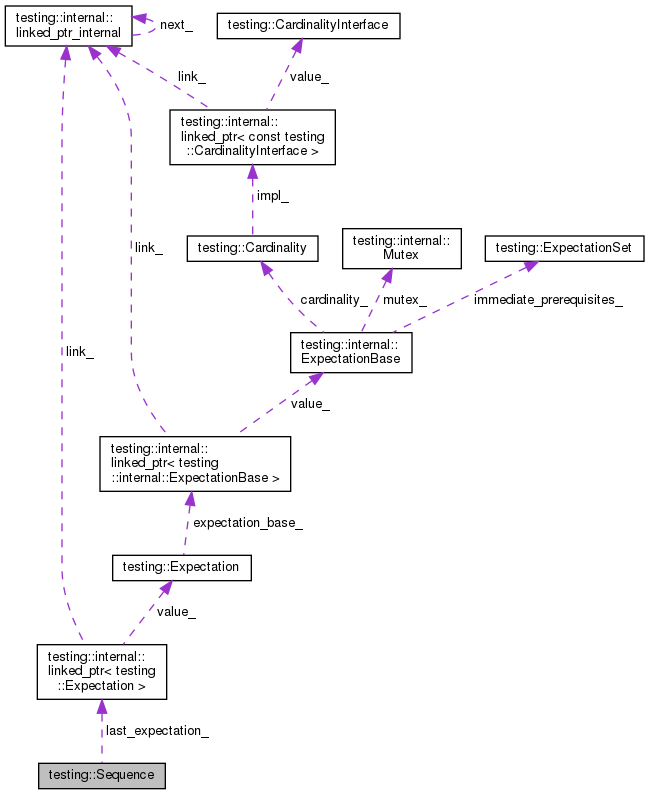 testing::internal::
linked_ptr_internal
next_
testing::CardinalityInterface
link_
value_
testing::internal::
linked_ptr< const testing
::CardinalityInterface >
impl_
testing::Cardinality
testing::internal::
Mutex
testing::ExpectationSet
link_
cardinality_
mutex_
immediate_prerequisites_
testing::internal::
ExpectationBase
link_
value_
testing::internal::
linked_ptr< testing
::internal::ExpectationBase >
expectation_base_
testing::Expectation
value_
testing::internal::
linked_ptr< testing
::Expectation >
last_expectation_
testing::Sequence